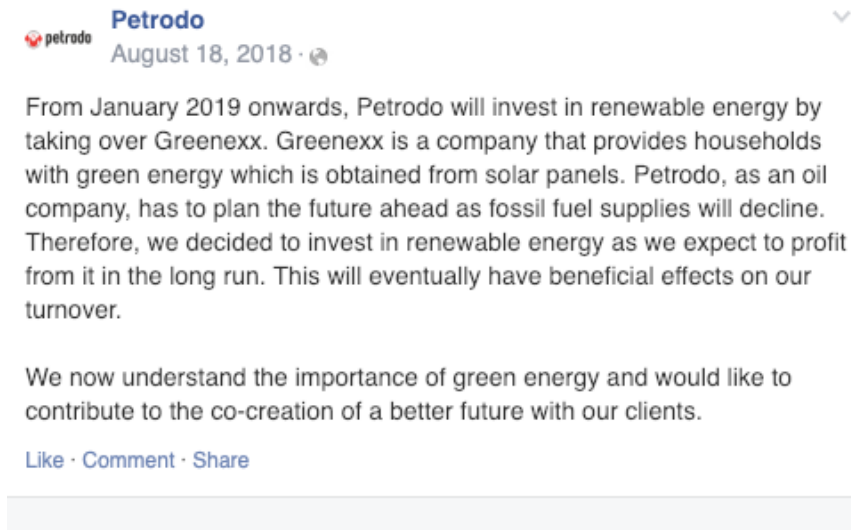 petrodo
Petrodo
August 18, 2018 ·
From January 2019 onwards, Petrodo will invest in renewable energy by
taking over Greenexx. Greenexx is a company that provides households
with green energy which is obtained from solar panels. Petrodo, as an oil
company, has to plan the future ahead as fossil fuel supplies will decline.
Therefore, we decided to invest in renewable energy as we expect to profit
from it in the long run. This will eventually have beneficial effects on our
turnover.
We now understand the importance of green energy and would like to
contribute to the co-creation of a better future with our clients.
Like · Comment · Share